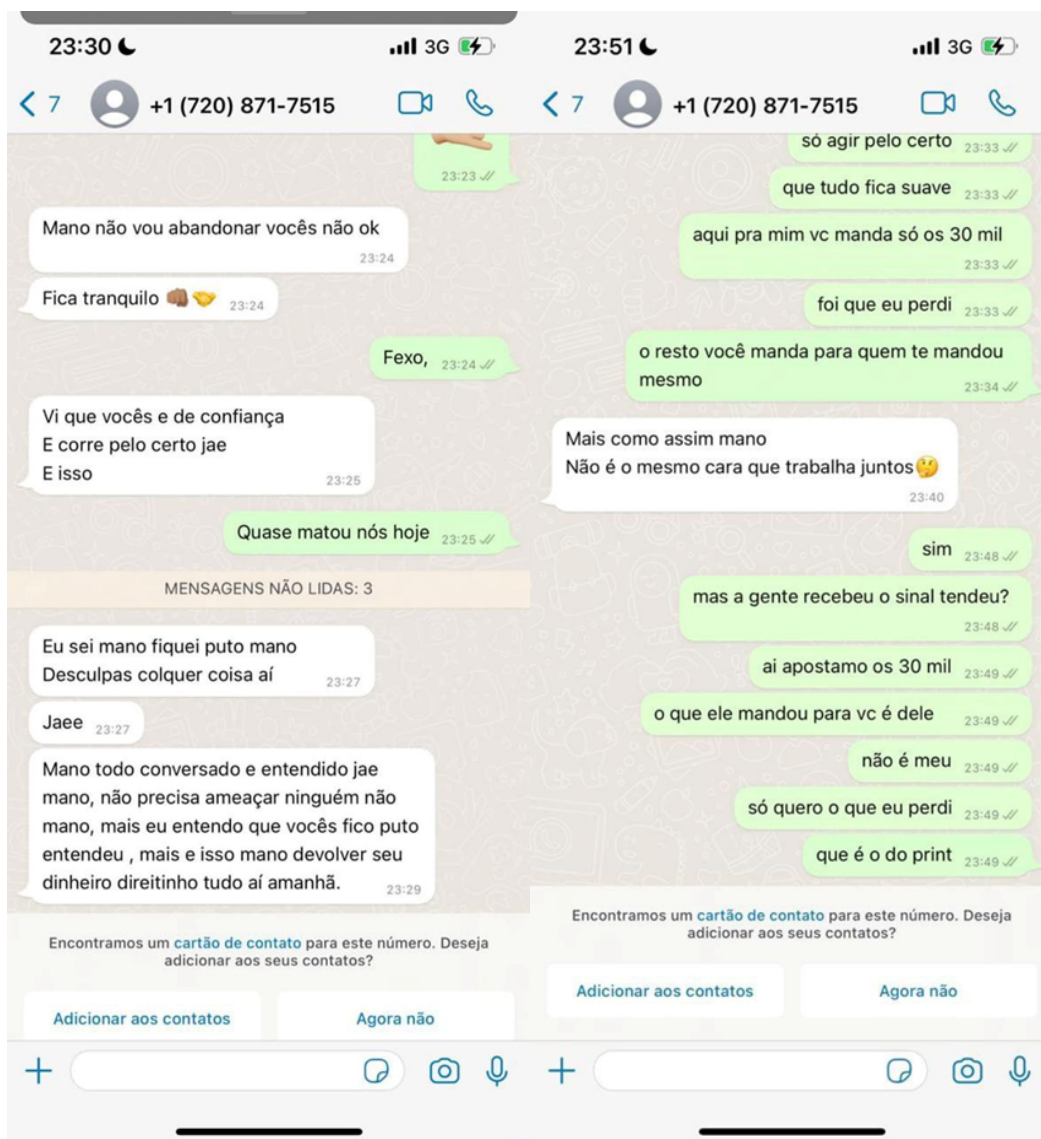 23:30
3G
7
+1 (720) 871-7515
23:23
Mano não vou abandonar vocês não ok
23:24
Fica tranquilo 👊🏽🤝 23:24
Fexo, 23:24
Vi que vocês e de confiança
E corre pelo certo jae
E isso
23:25
Quase matou nós hoje 23:25
MENSAGENS NÃO LIDAS: 3
Eu sei mano fiquei puto mano
Desculpas colquer coisa aí
23:27
Jaee 23:27
Mano todo conversado e entendido jae
mano, não precisa ameaçar ninguém não
mano, mais eu entendo que vocês fico puto
entendeu , mais e isso mano devolver seu
dinheiro direitinho tudo aí amanhã.
23:29
Encontramos um cartão de contato para este número. Deseja
adicionar aos seus contatos?
Adicionar aos contatos
Agora não
23:51
3G
7
+1 (720) 871-7515
só agir pelo certo 23:33
que tudo fica suave 23:33
aqui pra mim vc manda só os 30 mil
23:33
foi que eu perdi 23:33
o resto você manda para quem te mandou
mesmo
23:34
Mais como assim mano
Não é o mesmo cara que trabalha juntos🤔
23:40
sim 23:48
mas a gente recebeu o sinal tendeu?
23:48
ai apostamo os 30 mil 23:49
o que ele mandou para vc é dele 23:49
não é meu 23:49
só quero o que eu perdi 23:49
que é o do print 23:49
Encontramos um cartão de contato para este número. Deseja
adicionar aos seus contatos?
Adicionar aos contatos
Agora não